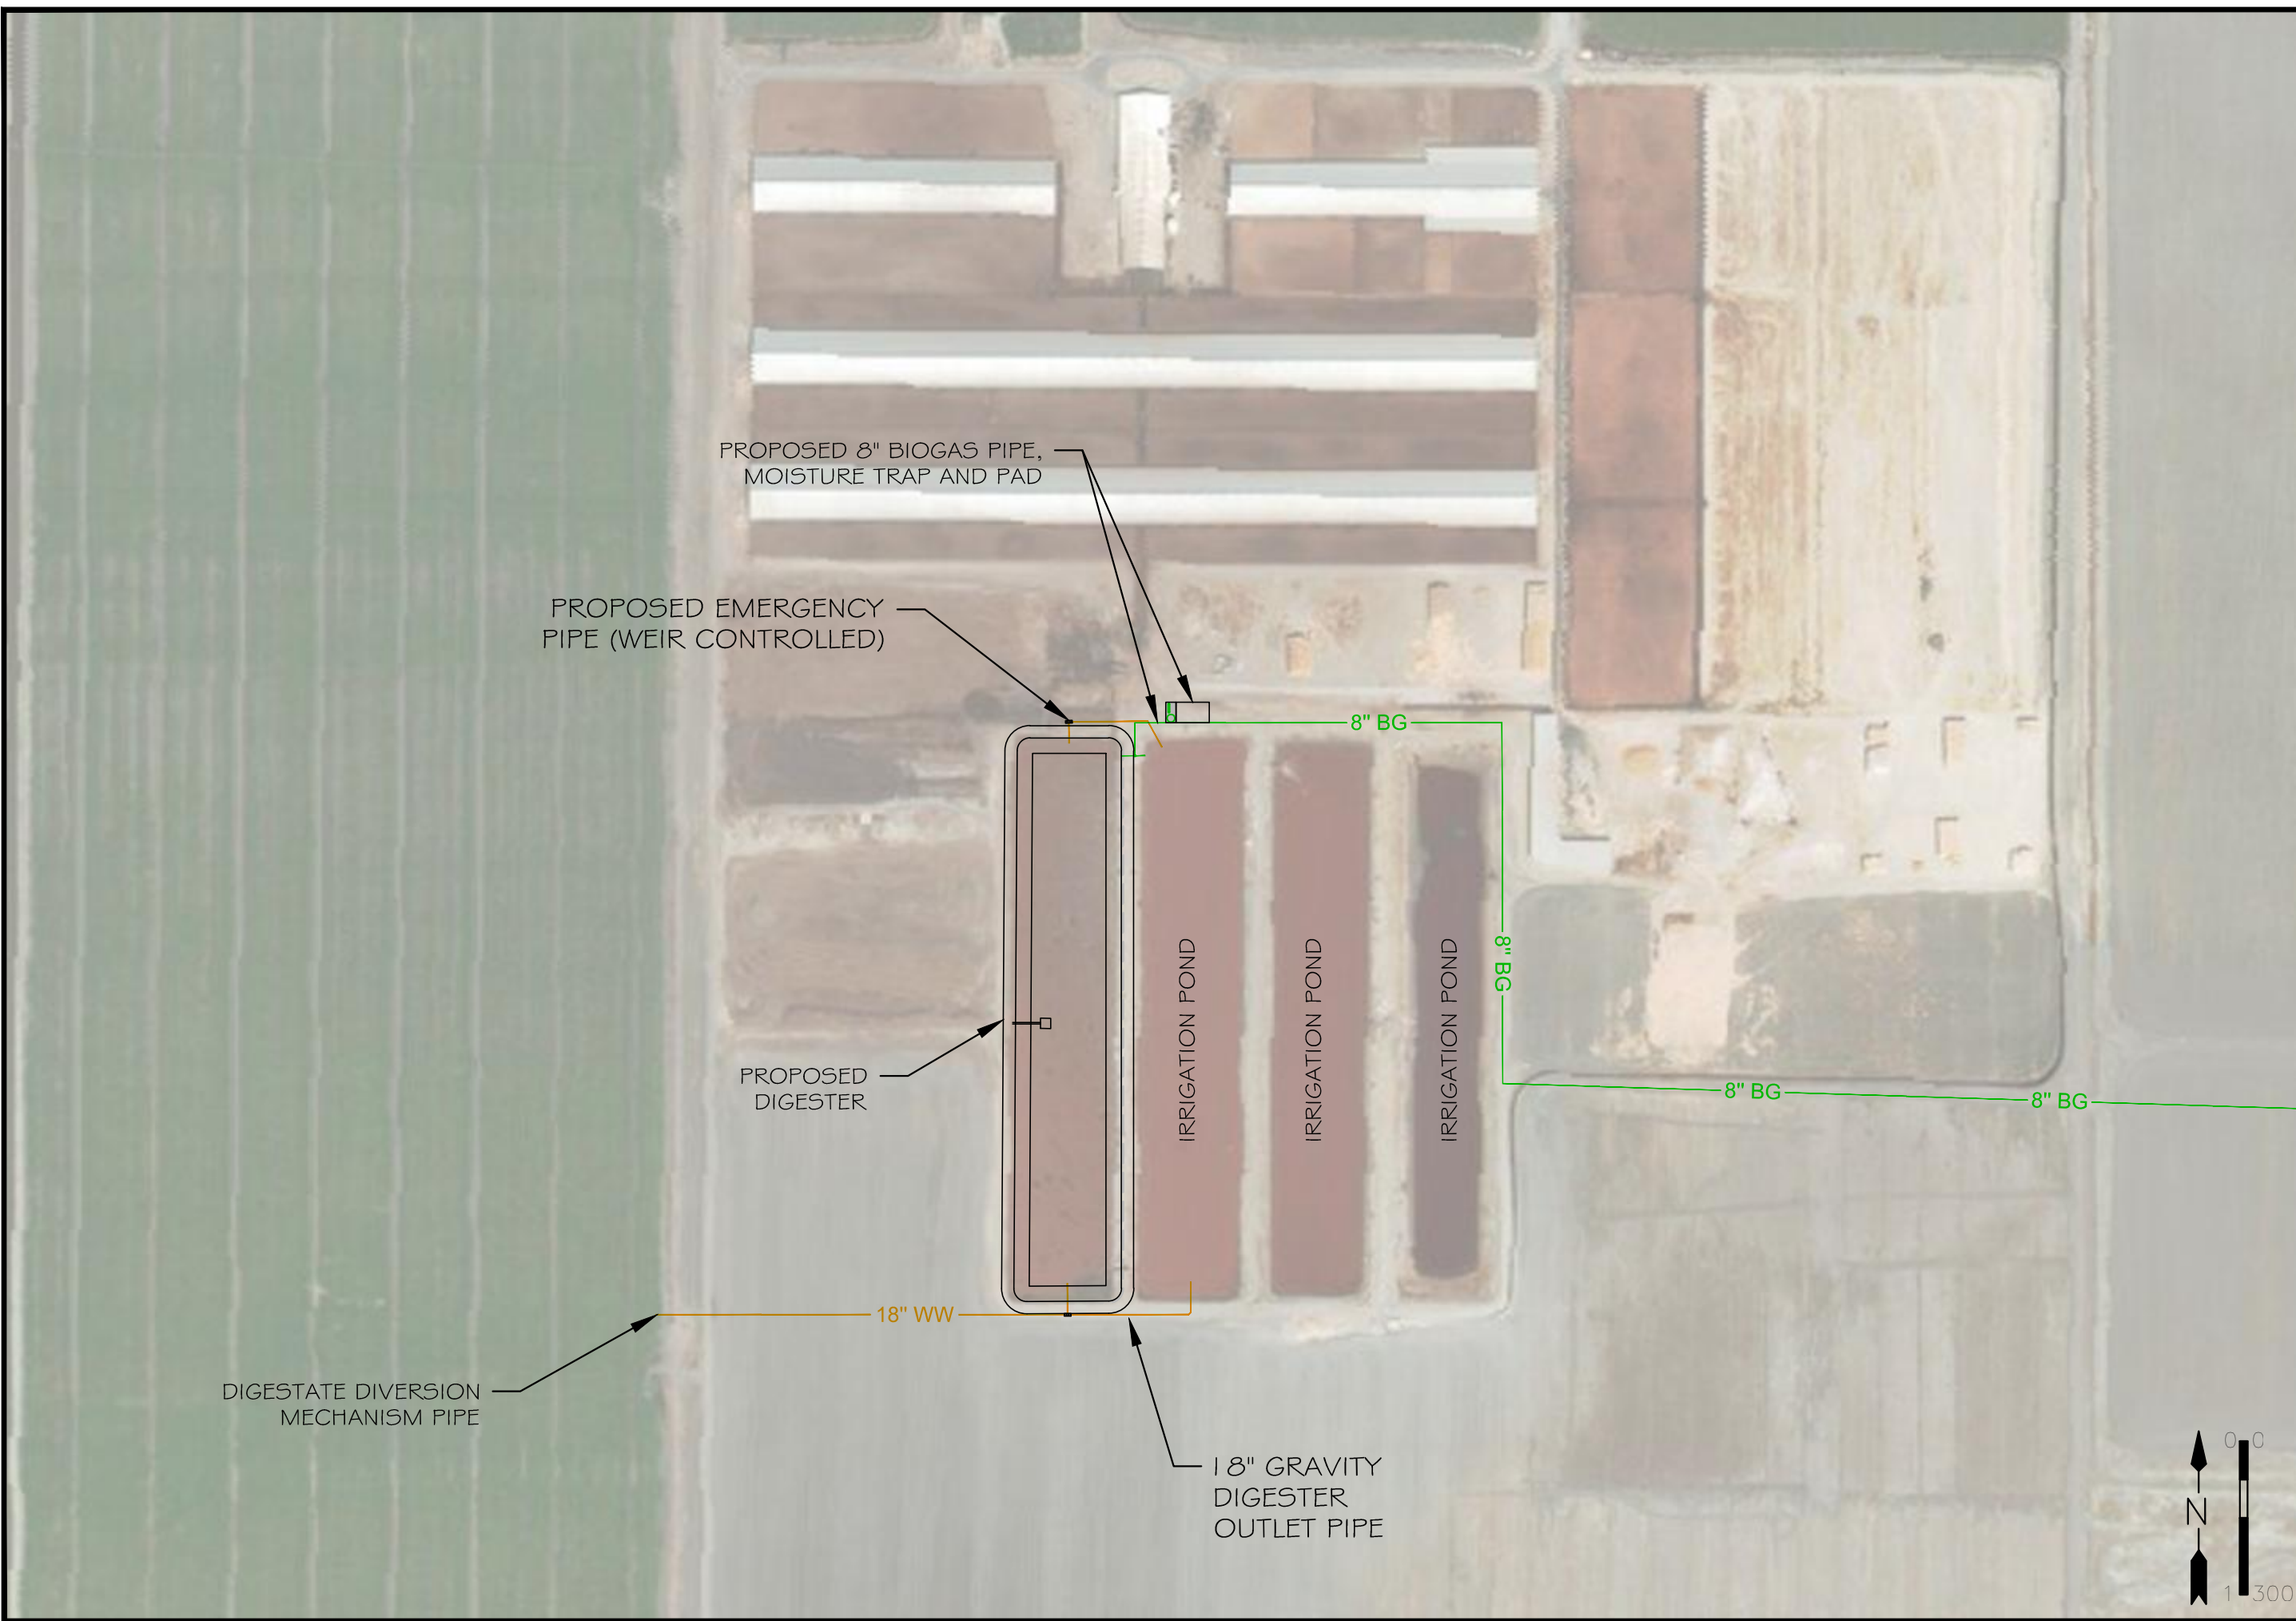 PROPOSED 8" BIOGAS PIPE,
MOISTURE TRAP AND PAD
PROPOSED EMERGENCY
PIPE (WEIR CONTROLLED)
8" BG
8" BG
IRRIGATION POND
IRRIGATION POND
IRRIGATION POND
PROPOSED
DIGESTER
8" BG
8" BG
18" WW
DIGESTATE DIVERSION
MECHANISM PIPE
18" GRAVITY
DIGESTER
OUTLET PIPE
0 0
N
1 300